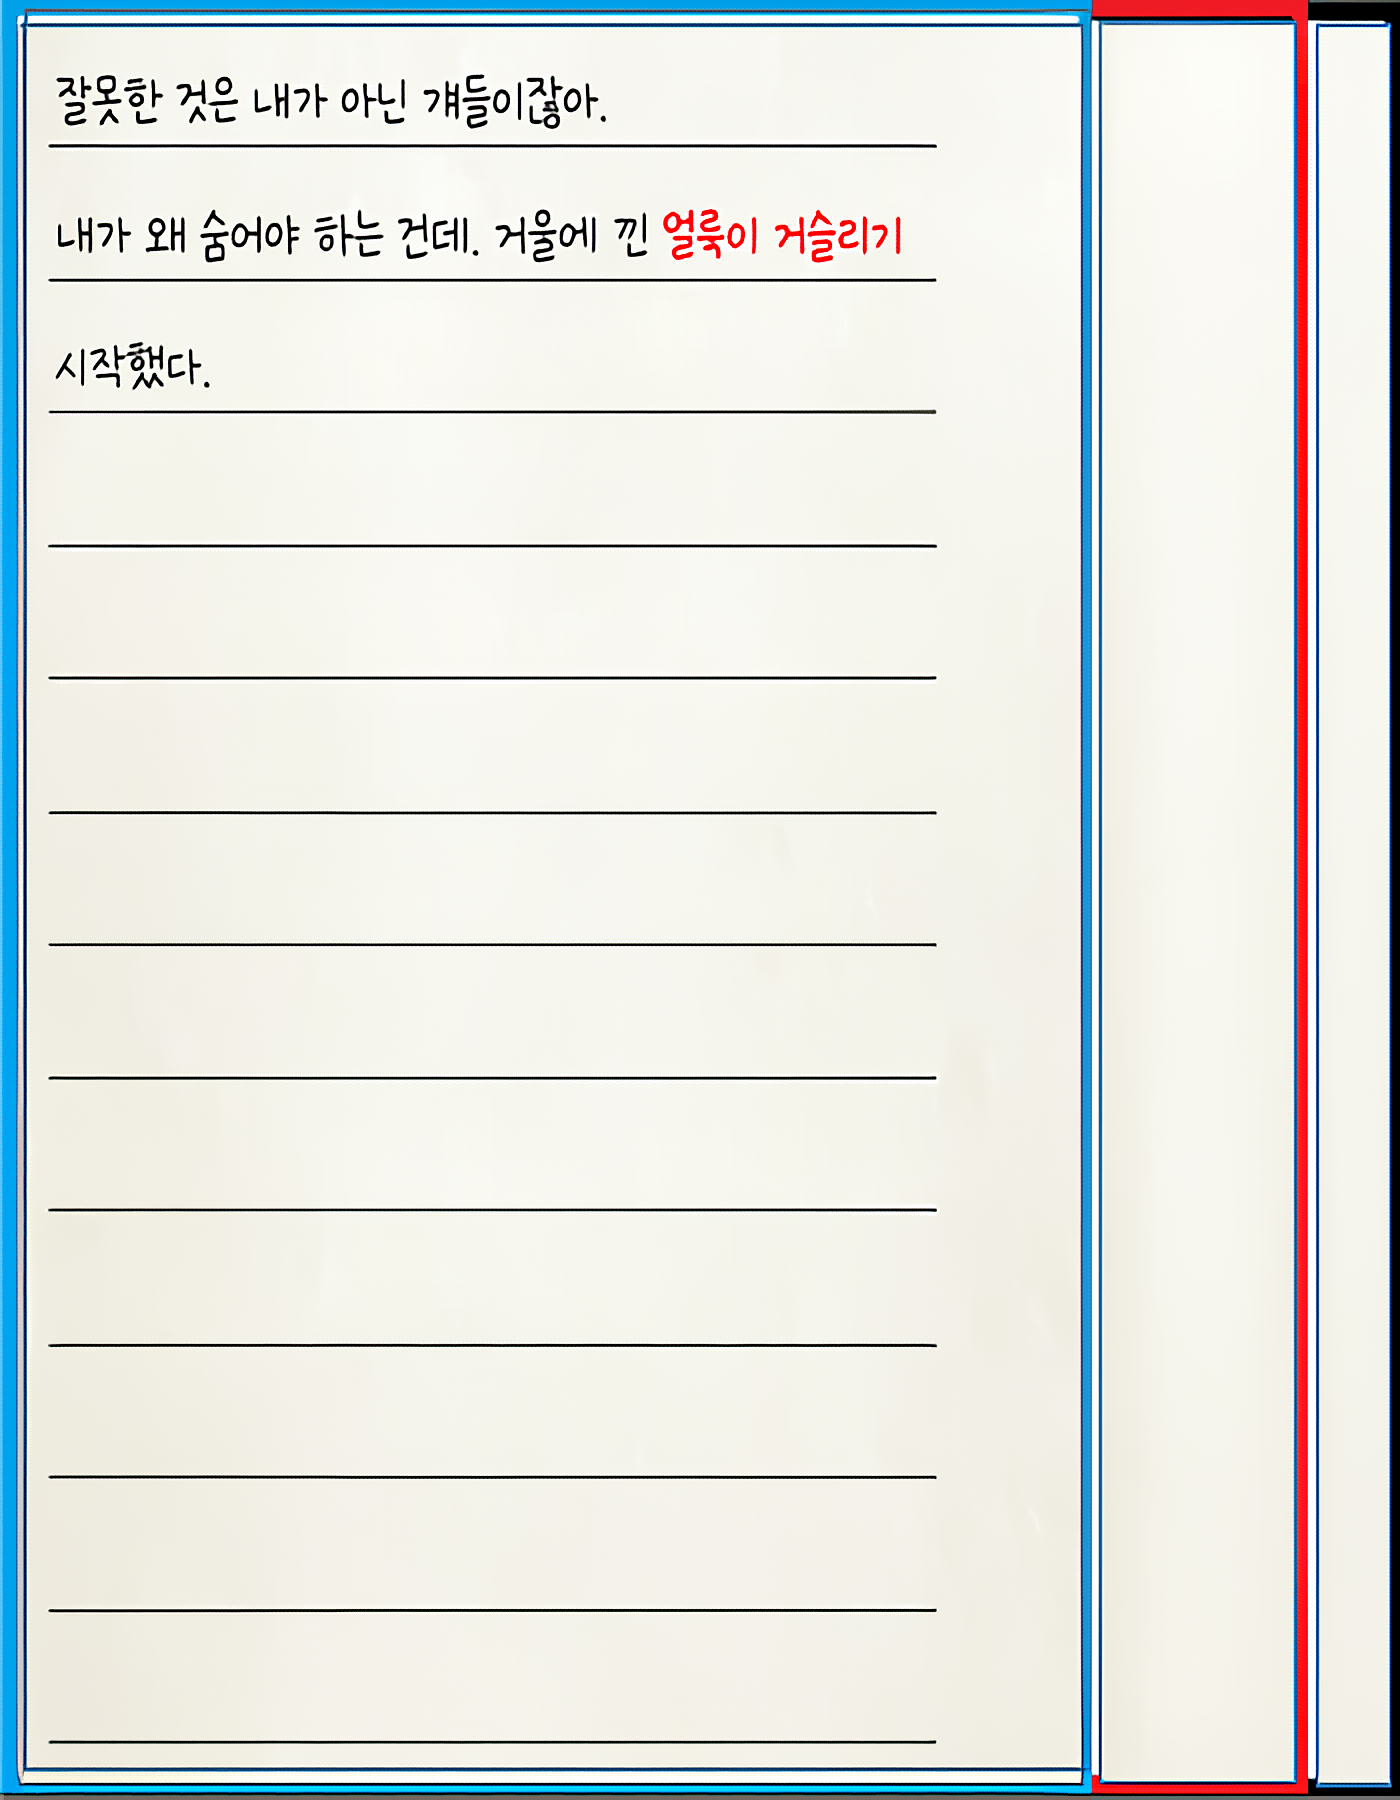 잘못한 것은 내가 아닌 걔들이잖아.
내가 왜 숨어야 하는 건데. 거울에 낀 얼룩이 거슬리기
시작했다.